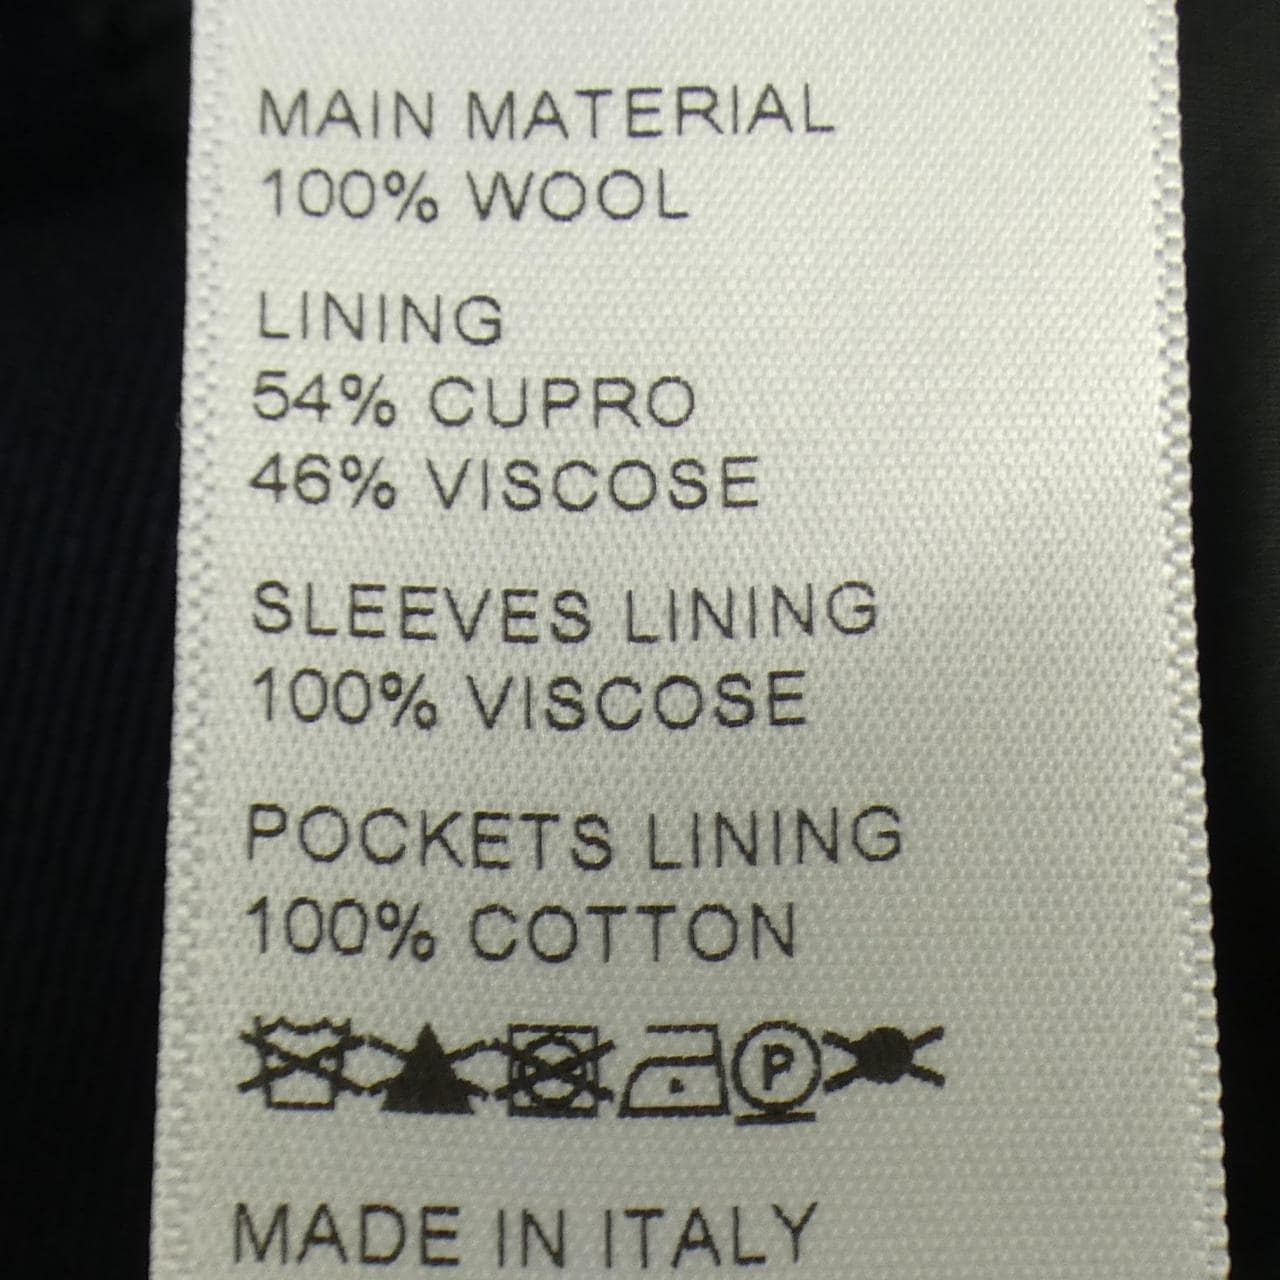 MAIN MATERIAL
100% WOOL
LINING
54% CUPRO
46% VISCOSE
SLEEVES LINING
100% VISCOSE
POCKETS LINING
100% COTTON
P
MADE IN ITALY